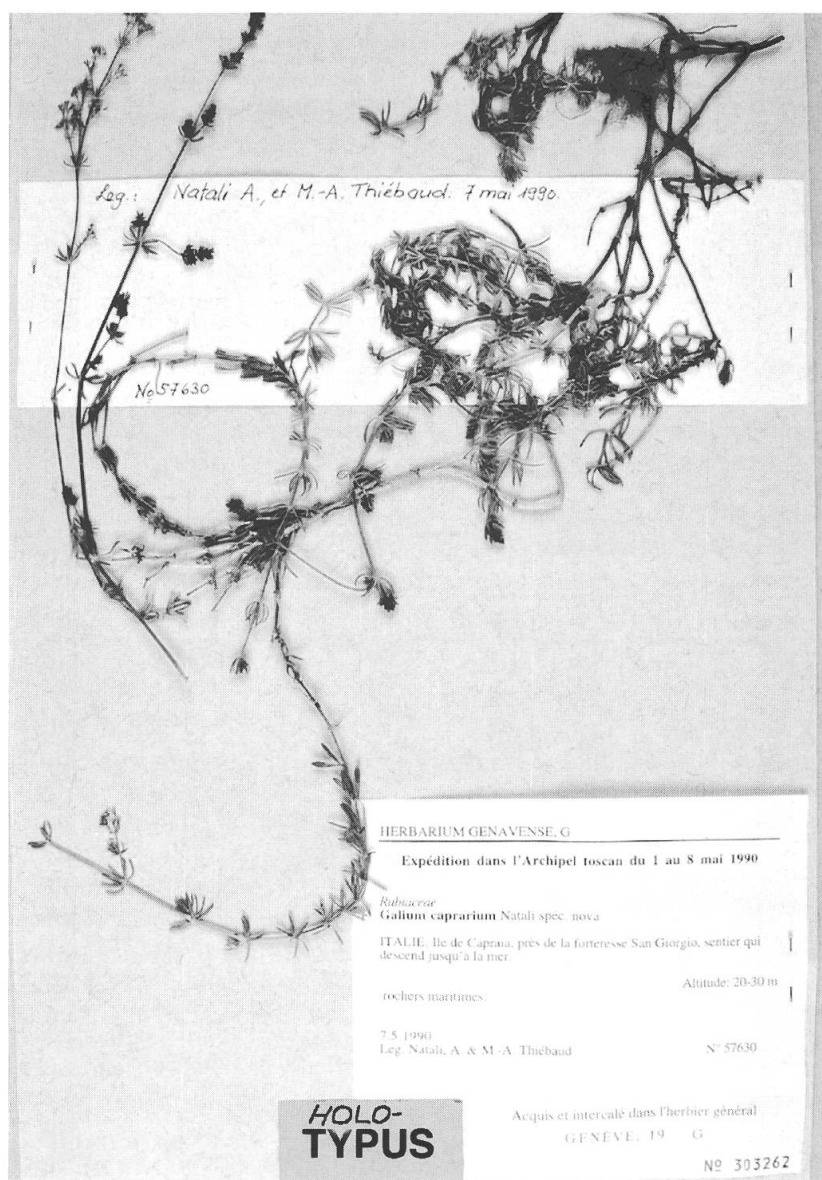 Leg.: Natali A., et M.-A. Thiébaud. 7 mai 1990.
No 57630
HERBARIUM GENAVENSE, G
Expédition dans l'Archipel toscan du 1 au 8 mai 1990
Rubiaceae
Galium caprarium Natali spec. nova
ITALIE. Ile de Capraia, près de la forteresse San Giorgio, sentier qui
descend jusqu'à la mer.
Altitude: 20-30 m
rochers maritimes.
7.5.1990
Leg. Natali, A. & M.-A. Thiébaud N° 57630
HOLO-
TYPUS
Acquis et intercalé dans l'herbier général
GENÈVE, 19 G
Nº 303262